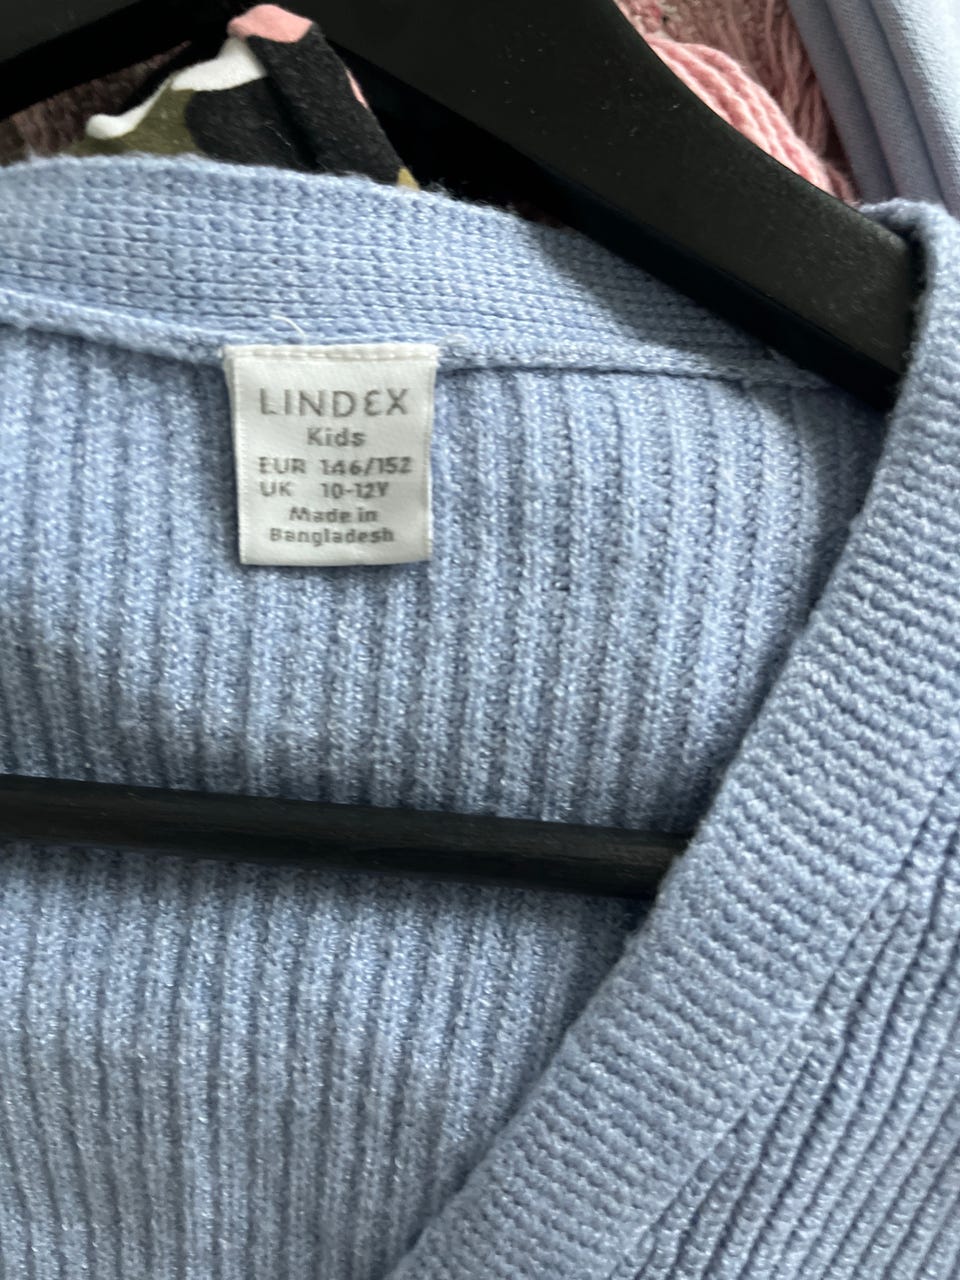 LINDEX
Kids
EUR 146/152
UK 10-12Y
Made in
Bangladesh